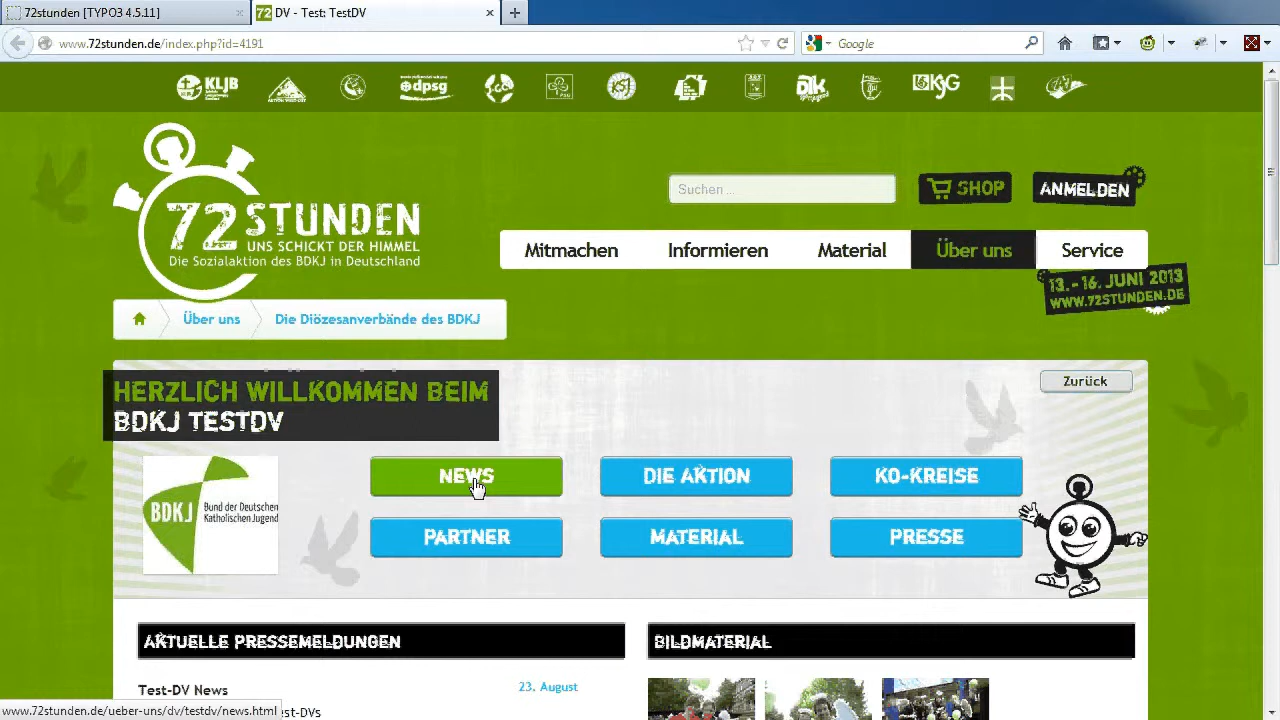 72stunden [TYPO3 4.5.11]
72 DV - Test: TestDV
www.72stunden.de/index.php?id=4191
Google
KLJB
dpsg
KSJ
KjG
72 STUNDEN
UNS SCHICKT DER HIMMEL
Die Sozialaktion des BDKJ in Deutschland
Suchen ...
SHOP
ANMELDEN
Mitmachen
Informieren
Material
Über uns
Service
13. - 16. JUNI 2013
WWW.72STUNDEN.DE
Über uns
Die Diözesanverbände des BDKJ
HERZLICH WILLKOMMEN BEIM
BDKJ TESTDV
Zurück
BDKJ
Bund der Deutschen
Katholischen Jugend
NEWS
DIE AKTION
KO-KREISE
PARTNER
MATERIAL
PRESSE
AKTUELLE PRESSEMELDUNGEN
BILDMATERIAL
Test-DV News
23. August
www.72stunden.de/ueber-uns/dv/testdv/news.html
st-DVs